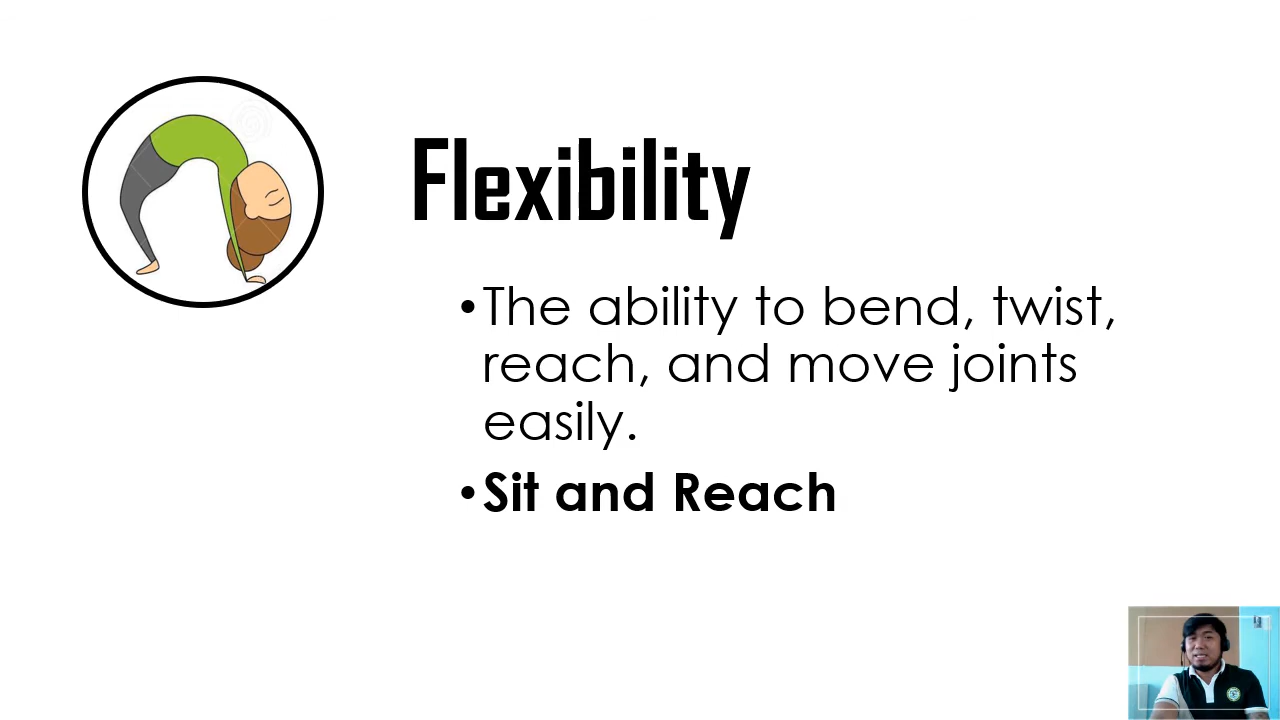 Flexibility
•The ability to bend, twist,
reach, and move joints
easily.
•Sit and Reach